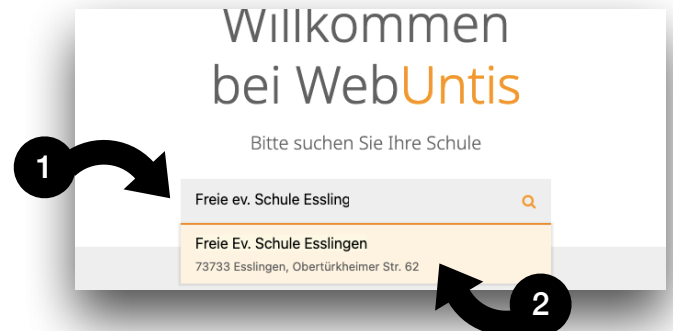 Willkommen
bei WebUntis
Bitte suchen Sie Ihre Schule
1
Freie ev. Schule Essling
Freie Ev. Schule Esslingen
73733 Esslingen, Obertürkheimer Str. 62
2